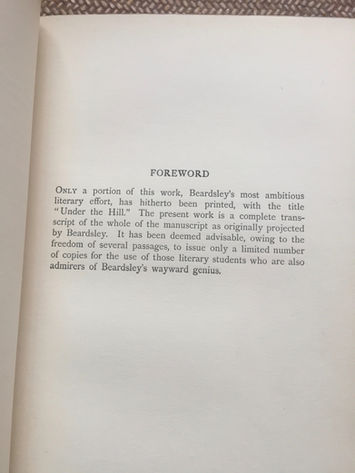 FOREWORD
ONLY a portion of this work, Beardsley's most ambitious
literary effort, has hitherto been printed, with the title
"Under the Hill." The present work is a complete trans-
script of the whole of the manuscript as originally projected
by Beardsley. It has been deemed advisable, owing to the
freedom of several passages, to issue only a limited number
of copies for the use of those literary students who are also
admirers of Beardsley's wayward genius.